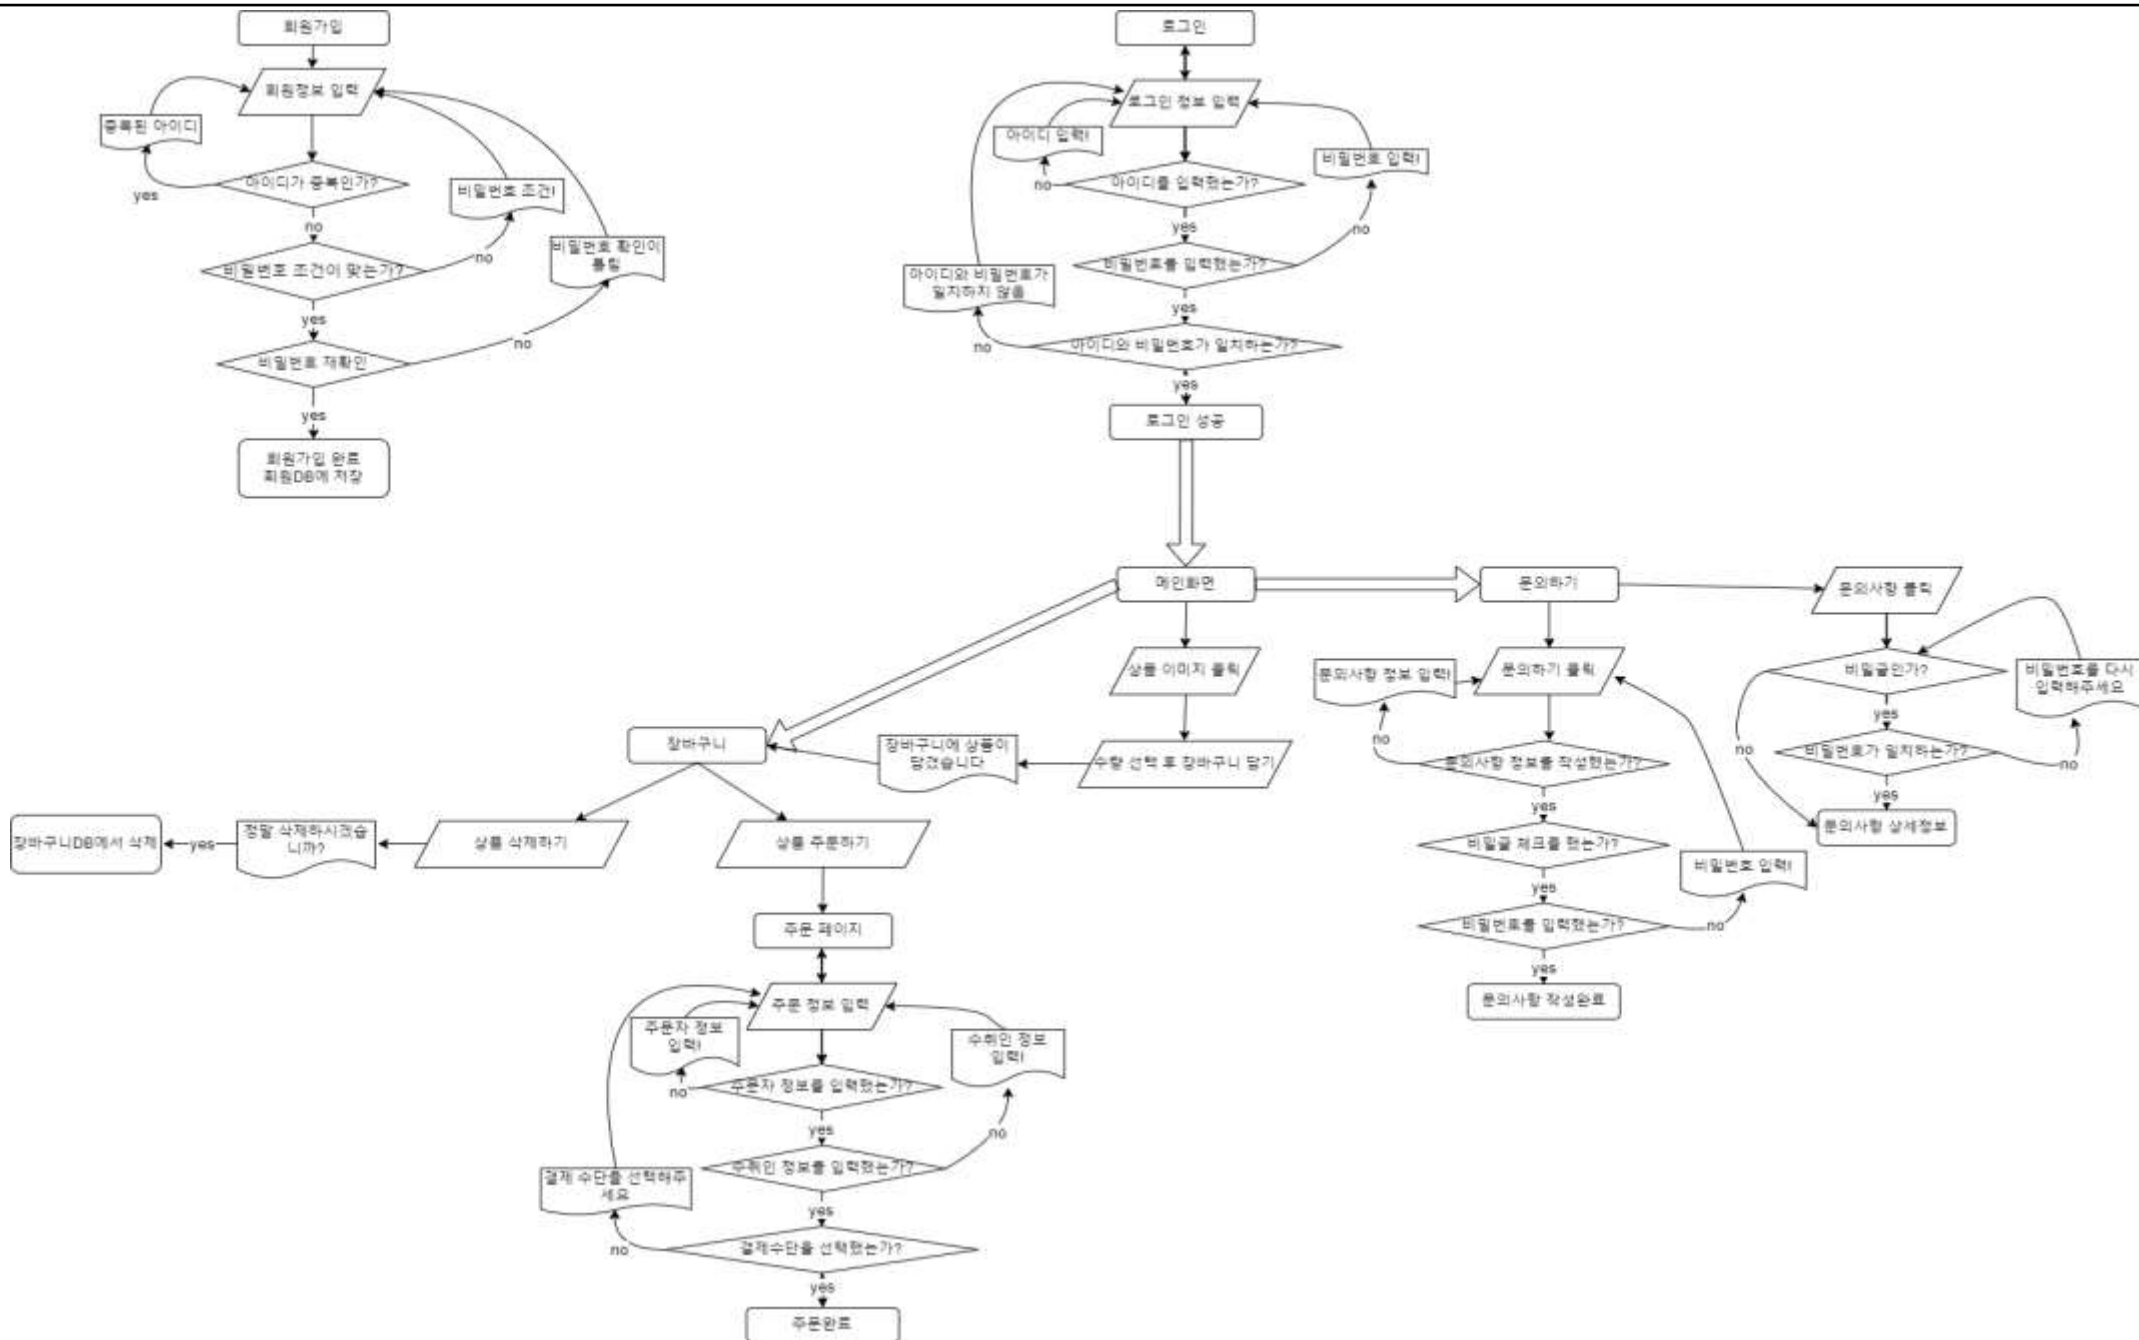 회원가입
회원정보 입력
중복된 아이디
아이디가 중복인가?
yes
비밀번호 조건!
no
비밀번호 조건이 맞는가?
no
비밀번호 확인이
틀림
yes
비밀번호 재확인
no
yes
회원가입 완료
회원DB에 저장
로그인
로그인 정보 입력
아이디 입력!
비밀번호 입력!
아이디를 입력했는가?
no
yes
no
비밀번호를 입력했는가?
아이디와 비밀번호가
일치하지 않음
yes
아이디와 비밀번호가 일치하는가?
no
yes
로그인 성공
메인화면
문의하기
문의사항 클릭
상품 이미지 클릭
문의사항 정보 입력!
문의하기 클릭
비밀글인가?
비밀번호를 다시
입력해주세요
yes
no
장바구니
장바구니에 상품이
담겼습니다
수량 선택 후 장바구니 담기
no
문의사항 정보를 작성했는가?
비밀번호가 일치하는가?
no
yes
yes
문의사항 상세정보
장바구니DB에서 삭제
yes
정말 삭제하시겠습
니까?
상품 삭제하기
상품 주문하기
비밀글 체크를 했는가?
yes
비밀번호 입력!
비밀번호를 입력했는가?
no
yes
문의사항 작성완료
주문 페이지
주문 정보 입력
주문자 정보
입력!
수취인 정보
입력!
주문자 정보를 입력했는가?
no
yes
no
수취인 정보를 입력했는가?
결제 수단을 선택해주
세요
yes
결제수단을 선택했는가?
no
yes
주문완료